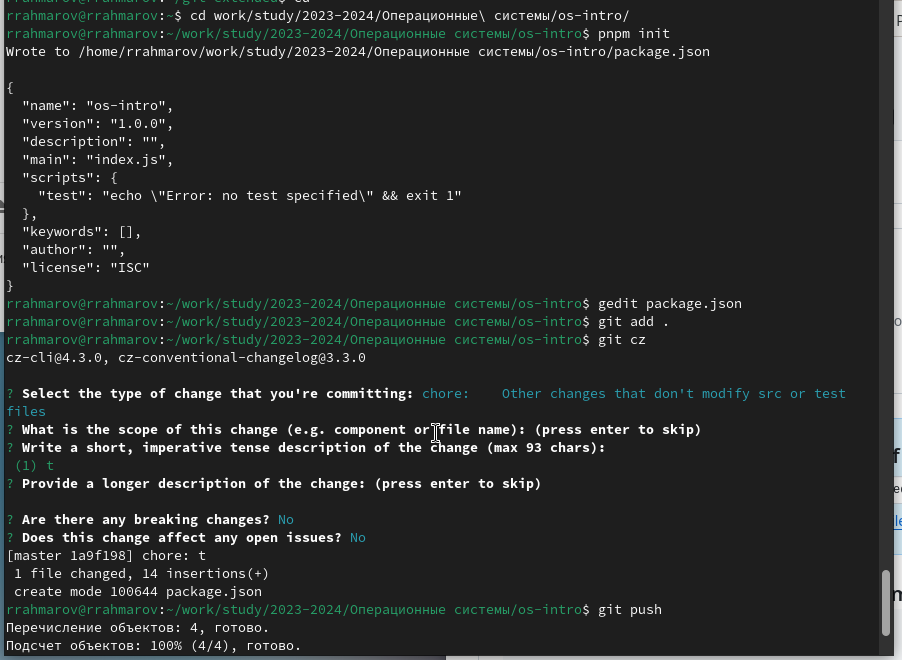 rrahmarov@rrahmarov:~$ cd work/study/2023-2024/Операционные\ системы/os-intro/
rrahmarov@rrahmarov:~/work/study/2023-2024/Операционные системы/os-intro$ pnpm init
Wrote to /home/rrahmarov/work/study/2023-2024/Операционные системы/os-intro/package.json
{
  "name": "os-intro",
  "version": "1.0.0",
  "description": "",
  "main": "index.js",
  "scripts": {
    "test": "echo \"Error: no test specified\" && exit 1"
  },
  "keywords": [],
  "author": "",
  "license": "ISC"
}
rrahmarov@rrahmarov:~/work/study/2023-2024/Операционные системы/os-intro$ gedit package.json
rrahmarov@rrahmarov:~/work/study/2023-2024/Операционные системы/os-intro$ git add .
rrahmarov@rrahmarov:~/work/study/2023-2024/Операционные системы/os-intro$ git cz
cz-cli@4.3.0, cz-conventional-changelog@3.3.0
? Select the type of change that you're committing: chore:    Other changes that don't modify src or test
files
? What is the scope of this change (e.g. component or file name): (press enter to skip)
? Write a short, imperative tense description of the change (max 93 chars):
 (1) t
? Provide a longer description of the change: (press enter to skip)
? Are there any breaking changes? No
? Does this change affect any open issues? No
[master 1a9f198] chore: t
 1 file changed, 14 insertions(+)
 create mode 100644 package.json
rrahmarov@rrahmarov:~/work/study/2023-2024/Операционные системы/os-intro$ git push
Перечисление объектов: 4, готово.
Подсчет объектов: 100% (4/4), готово.